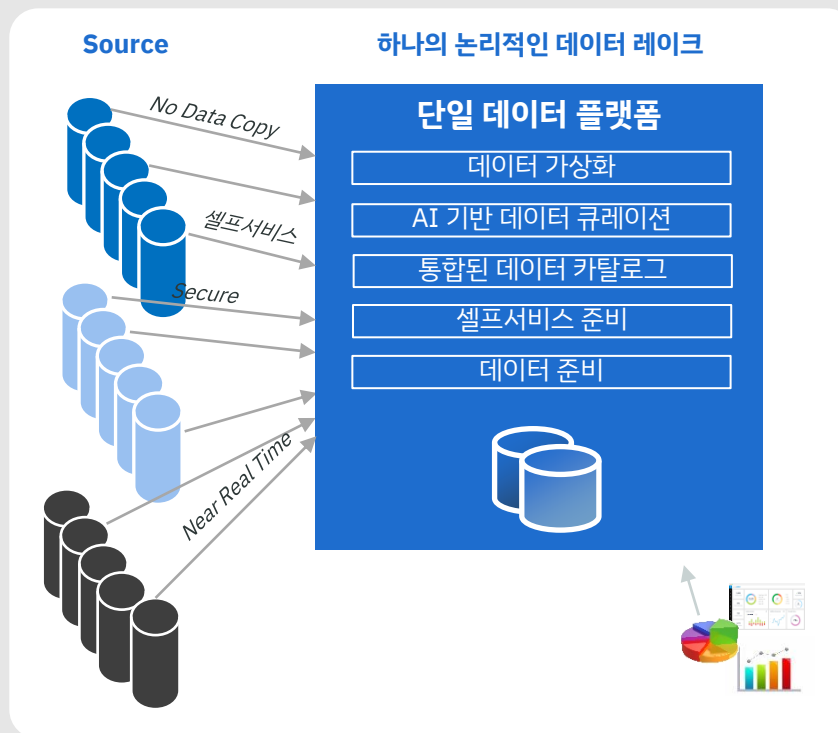 Source
하나의 논리적인 데이터 레이크
No Data Copy
셀프서비스
Secure
Near Real Time
단일 데이터 플랫폼
데이터 가상화
AI 기반 데이터 큐레이션
통합된 데이터 카탈로그
셀프서비스 준비
데이터 준비